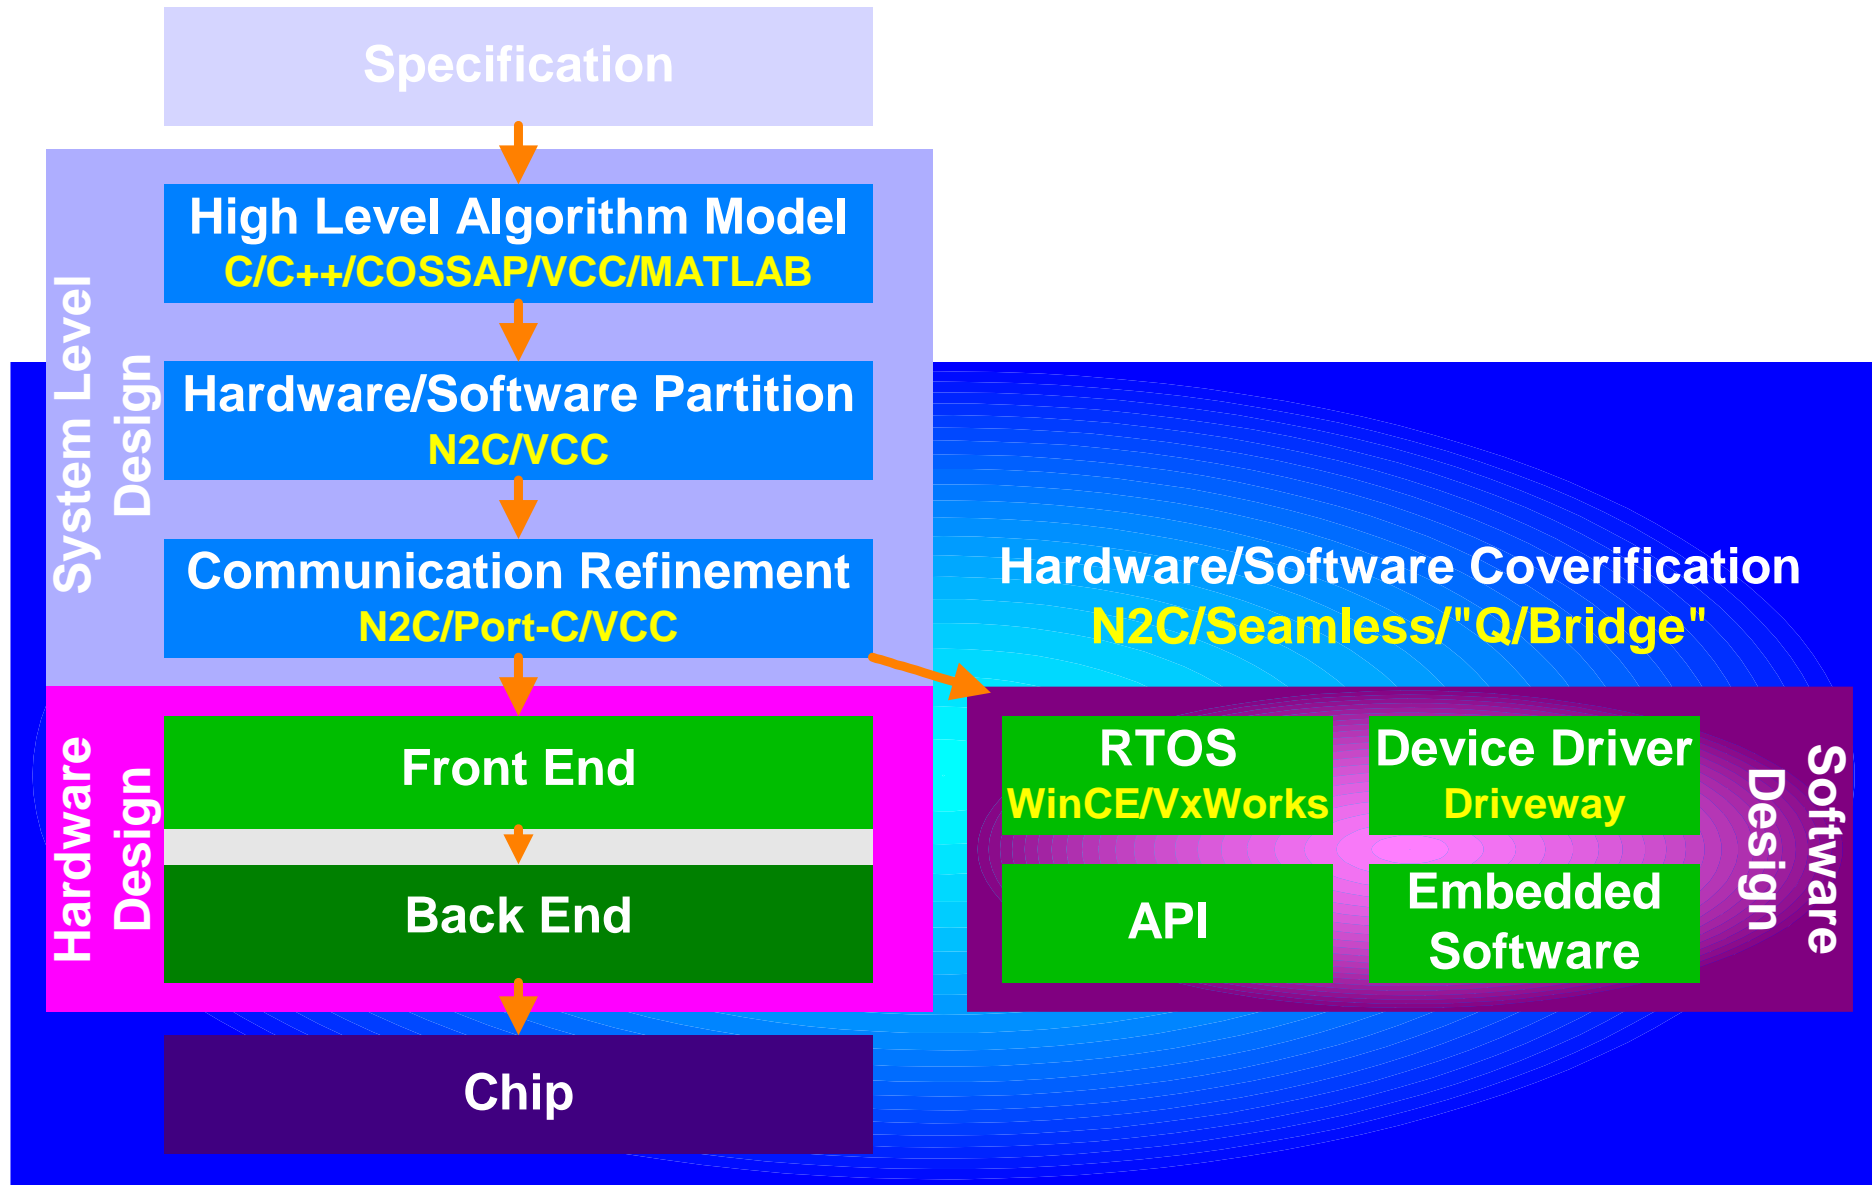 Specification
System Level
Design
High Level Algorithm Model
C/C++/COSSAP/VCC/MATLAB
Hardware/Software Partition
N2C/VCC
Communication Refinement
N2C/Port-C/VCC
Hardware/Software Coverification
N2C/Seamless/"Q/Bridge"
Hardware
Design
Front End
Back End
RTOS
WinCE/VxWorks
Device Driver
Driveway
API
Embedded
Software
Software
Design
Chip